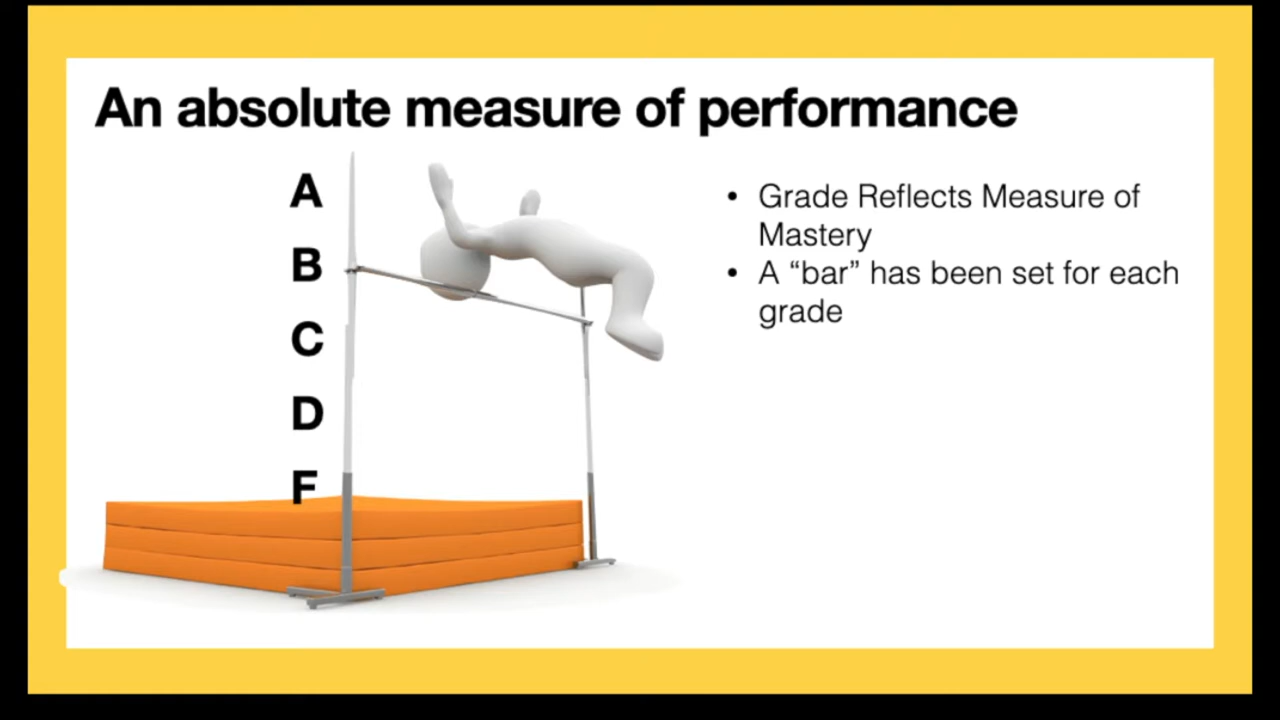 An absolute measure of performance
A
B
C
D
F
• Grade Reflects Measure of
Mastery
• A “bar” has been set for each
grade